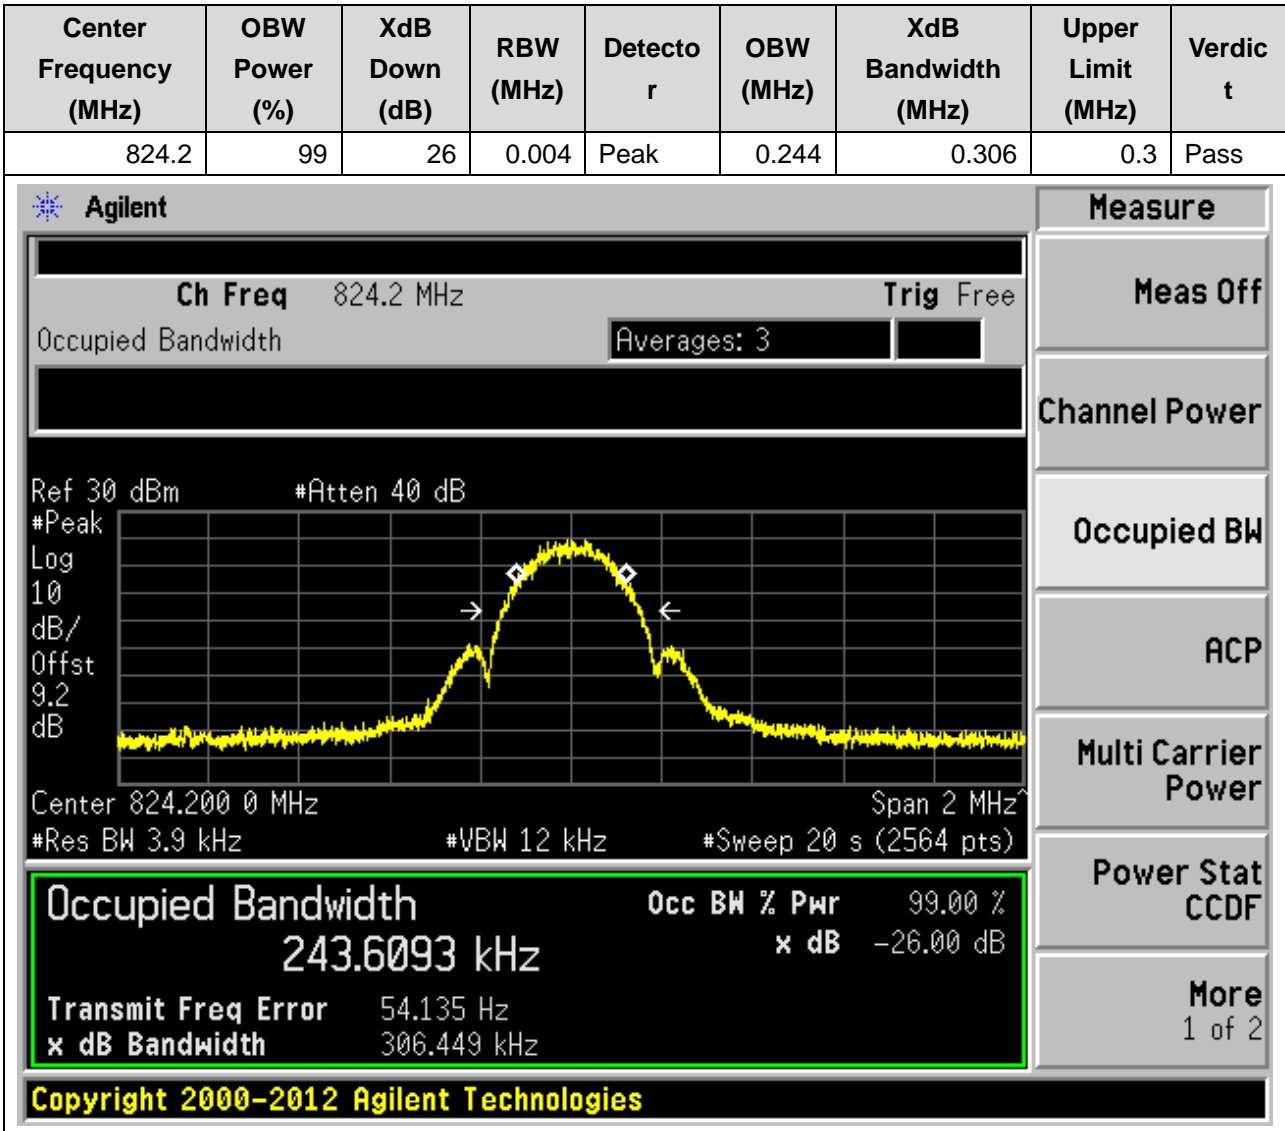 Center Frequency (MHz) OBW Power (%) XdB Down (dB) RBW (MHz) Detecto r OBW (MHz) XdB Bandwidth (MHz) Upper Limit (MHz) Verdic t
824.2 99 26 0.004 Peak 0.244 0.306 0.3 Pass
Agilent Measure
Ch Freq 824.2 MHz Trig Free
Meas Off
Occupied Bandwidth Averages: 3
Channel Power
Ref 30 dBm #Atten 40 dB
#Peak
Log
10
dB/
Offst
9.2
dB
Occupied BW
ACP
Multi Carrier
Power
Center 824.200 0 MHz Span 2 MHz^
#Res BW 3.9 kHz #VBW 12 kHz #Sweep 20 s (2564 pts)
Power Stat
CCDF
Occupied Bandwidth Occ BW % Pwr 99.00 %
243.6093 kHz x dB -26.00 dB
Transmit Freq Error 54.135 Hz
x dB Bandwidth 306.449 kHz
More
1 of 2
Copyright 2000-2012 Agilent Technologies